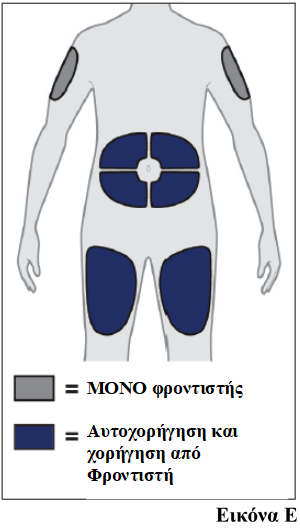 = ΜΟΝΟ φροντιστής
= Αυτοχορήγηση και
χορήγηση από
Φροντιστή
Εικόνα Ε